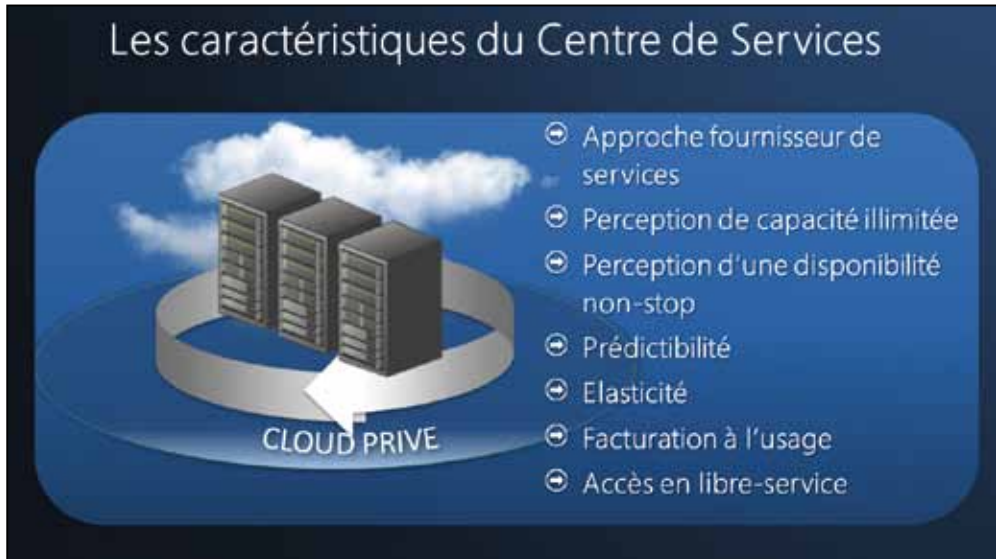 Les caractéristiques du Centre de Services
Approche fournisseur de
services
Perception de capacité illimitée
Perception d'une disponibilité
non-stop
Prédictibilité
Elasticité
Facturation à l'usage
Accès en libre-service
CLOUD PRIVE